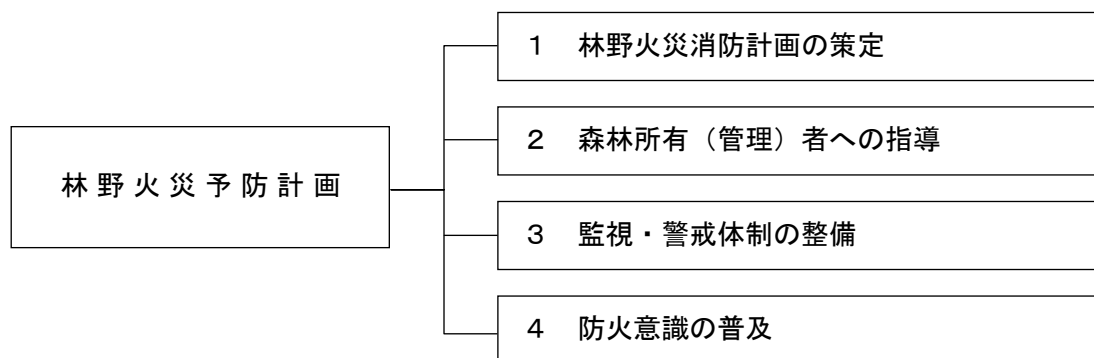 林野火災予防計画
１ 林野火災消防計画の策定
２ 森林所有（管理）者への指導
３ 監視・警戒体制の整備
４ 防火意識の普及